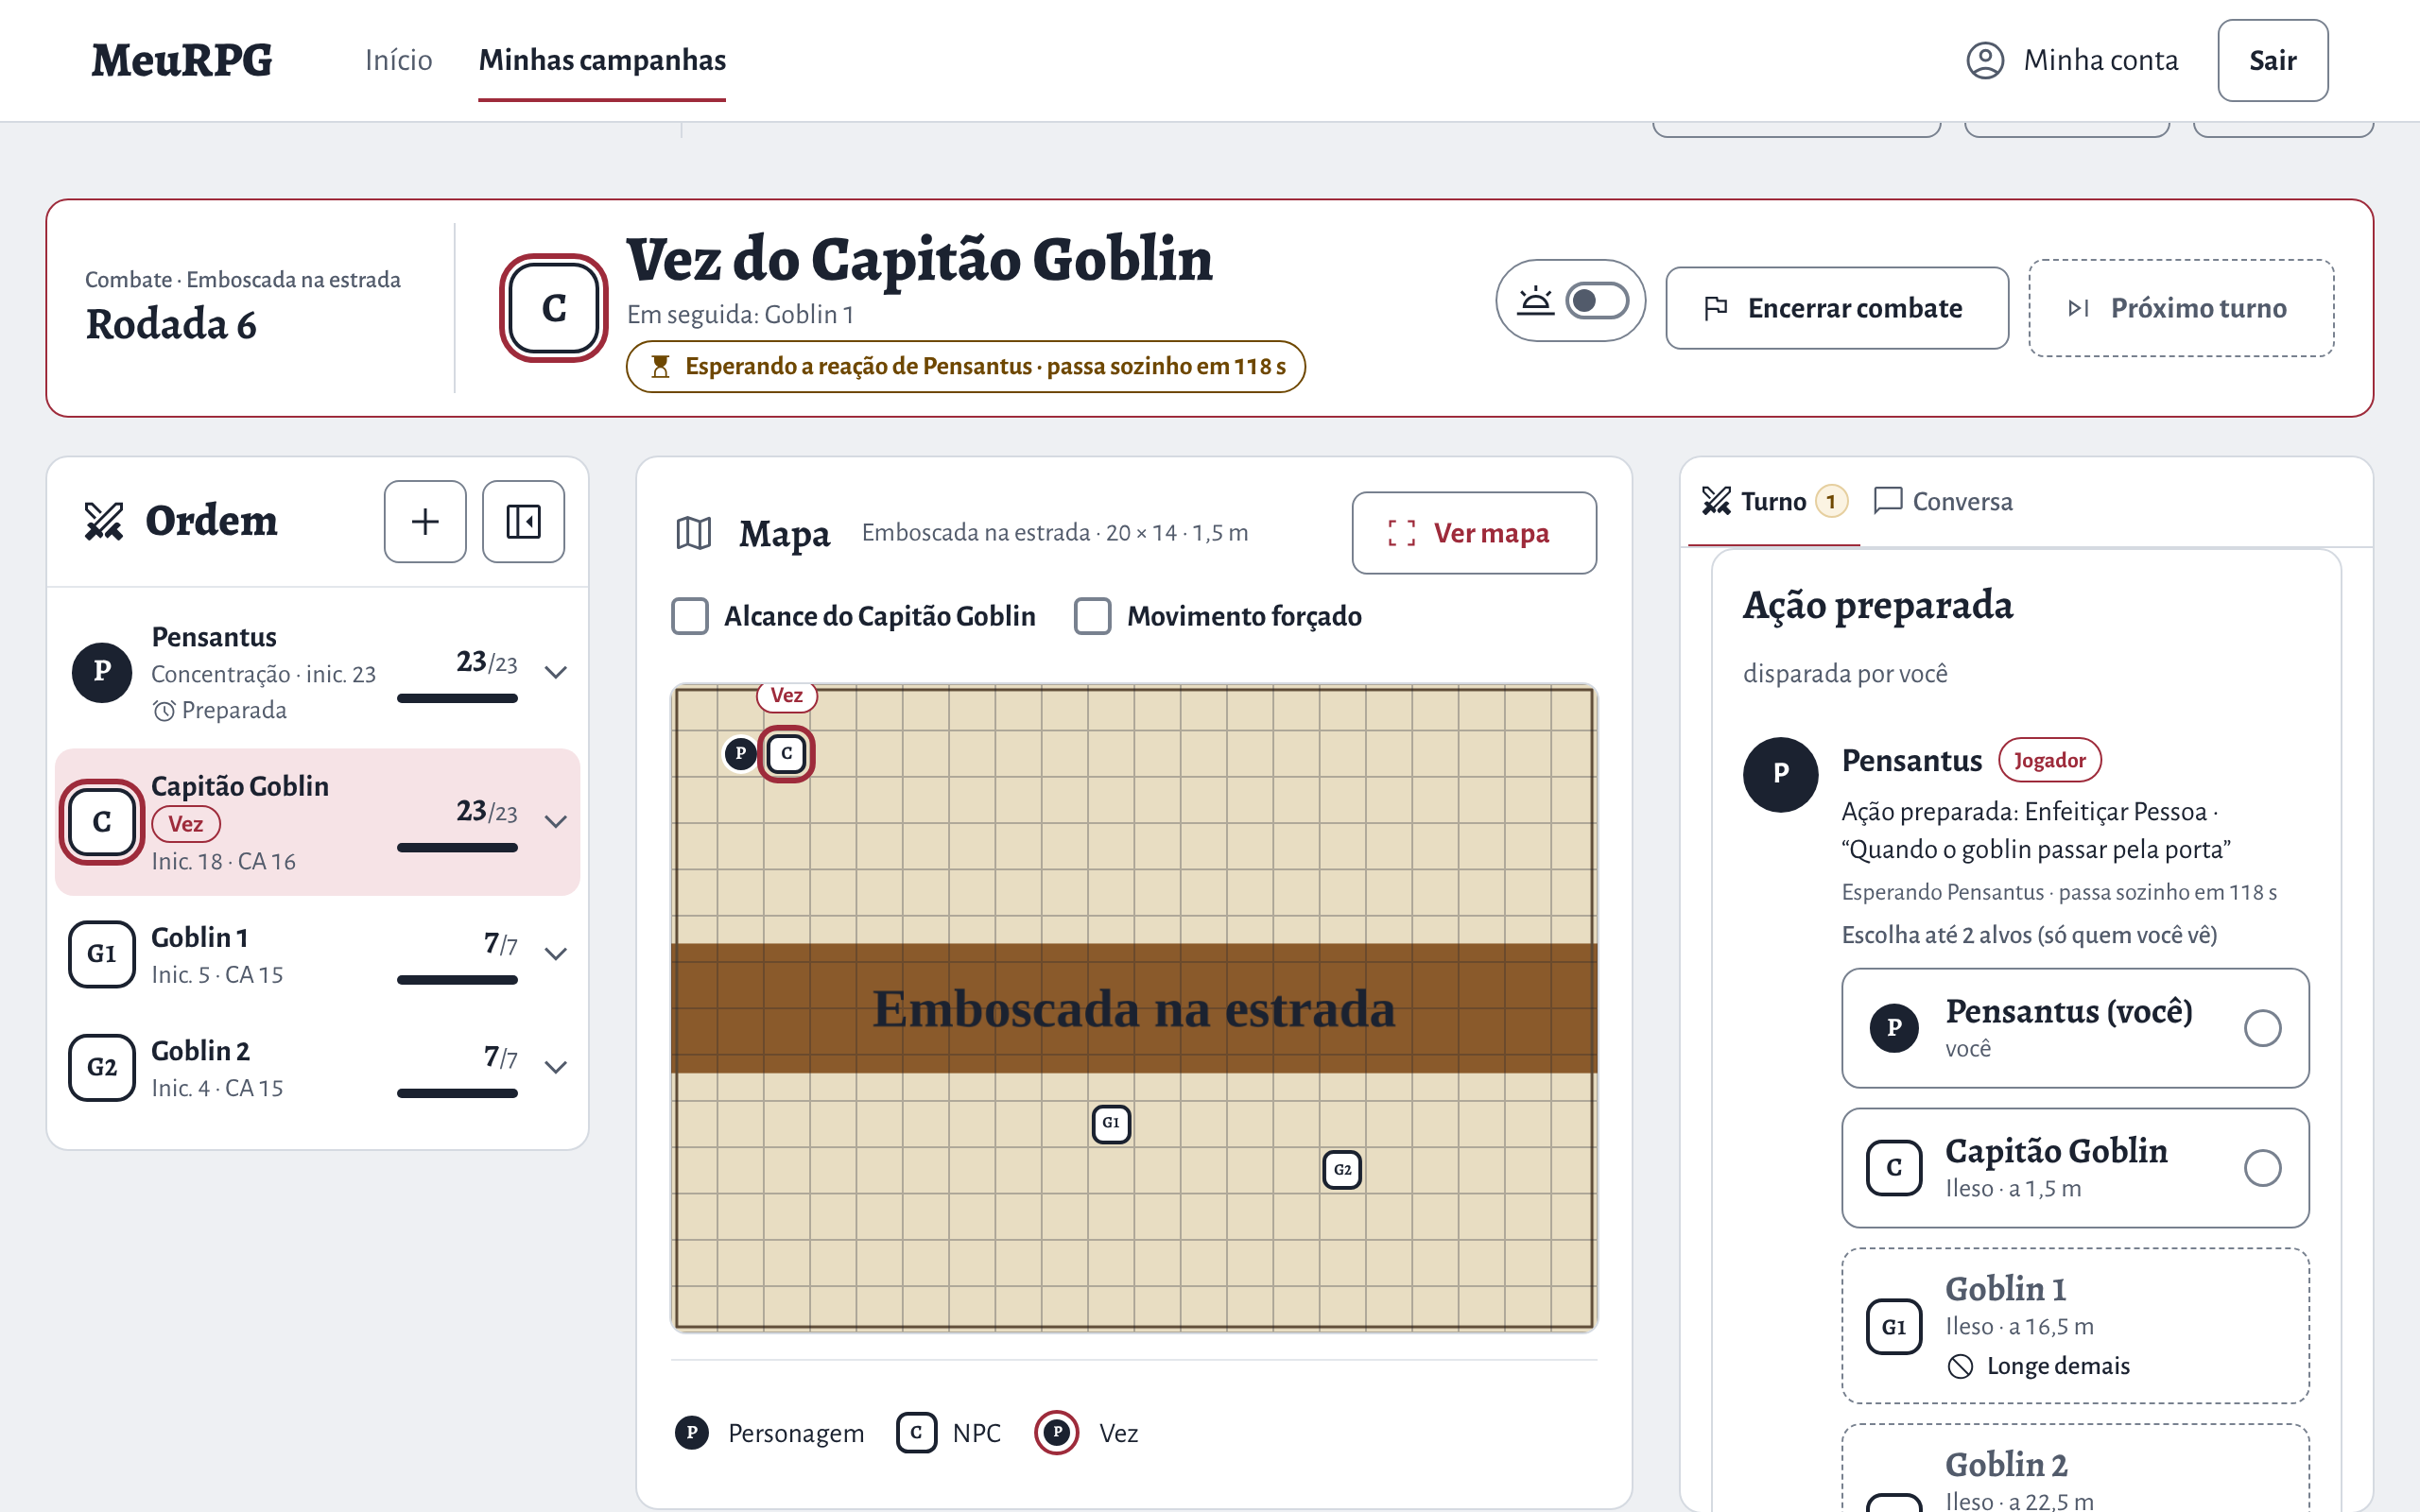 MeuRPG
Início
Minhas campanhas
Minha conta
Sair
Combate · Emboscada na estrada
Rodada 6
C
Vez do Capitão Goblin
Em seguida: Goblin 1
Esperando a reação de Pensantus · passa sozinho em 118 s
Encerrar combate
Próximo turno
Ordem
P
Pensantus
Concentração · inic. 23
Preparada
23/23
C
Capitão Goblin
Vez
Inic. 18 · CA 16
23/23
G1
Goblin 1
Inic. 5 · CA 15
7/7
G2
Goblin 2
Inic. 4 · CA 15
7/7
Mapa
Emboscada na estrada · 20 × 14 · 1,5 m
Ver mapa
Alcance do Capitão Goblin
Movimento forçado
Vez
P
C
Emboscada na estrada
G1
G2
P
Personagem
C
NPC
P
Vez
Turno
1
Conversa
Ação preparada
disparada por você
P
Pensantus
Jogador
Ação preparada: Enfeitiçar Pessoa ·
“Quando o goblin passar pela porta”
Esperando Pensantus · passa sozinho em 118 s
Escolha até 2 alvos (só quem você vê)
P
Pensantus (você)
você
C
Capitão Goblin
Ileso · a 1,5 m
G1
Goblin 1
Ileso · a 16,5 m
Longe demais
Goblin 2
Ileso · a 22,5 m